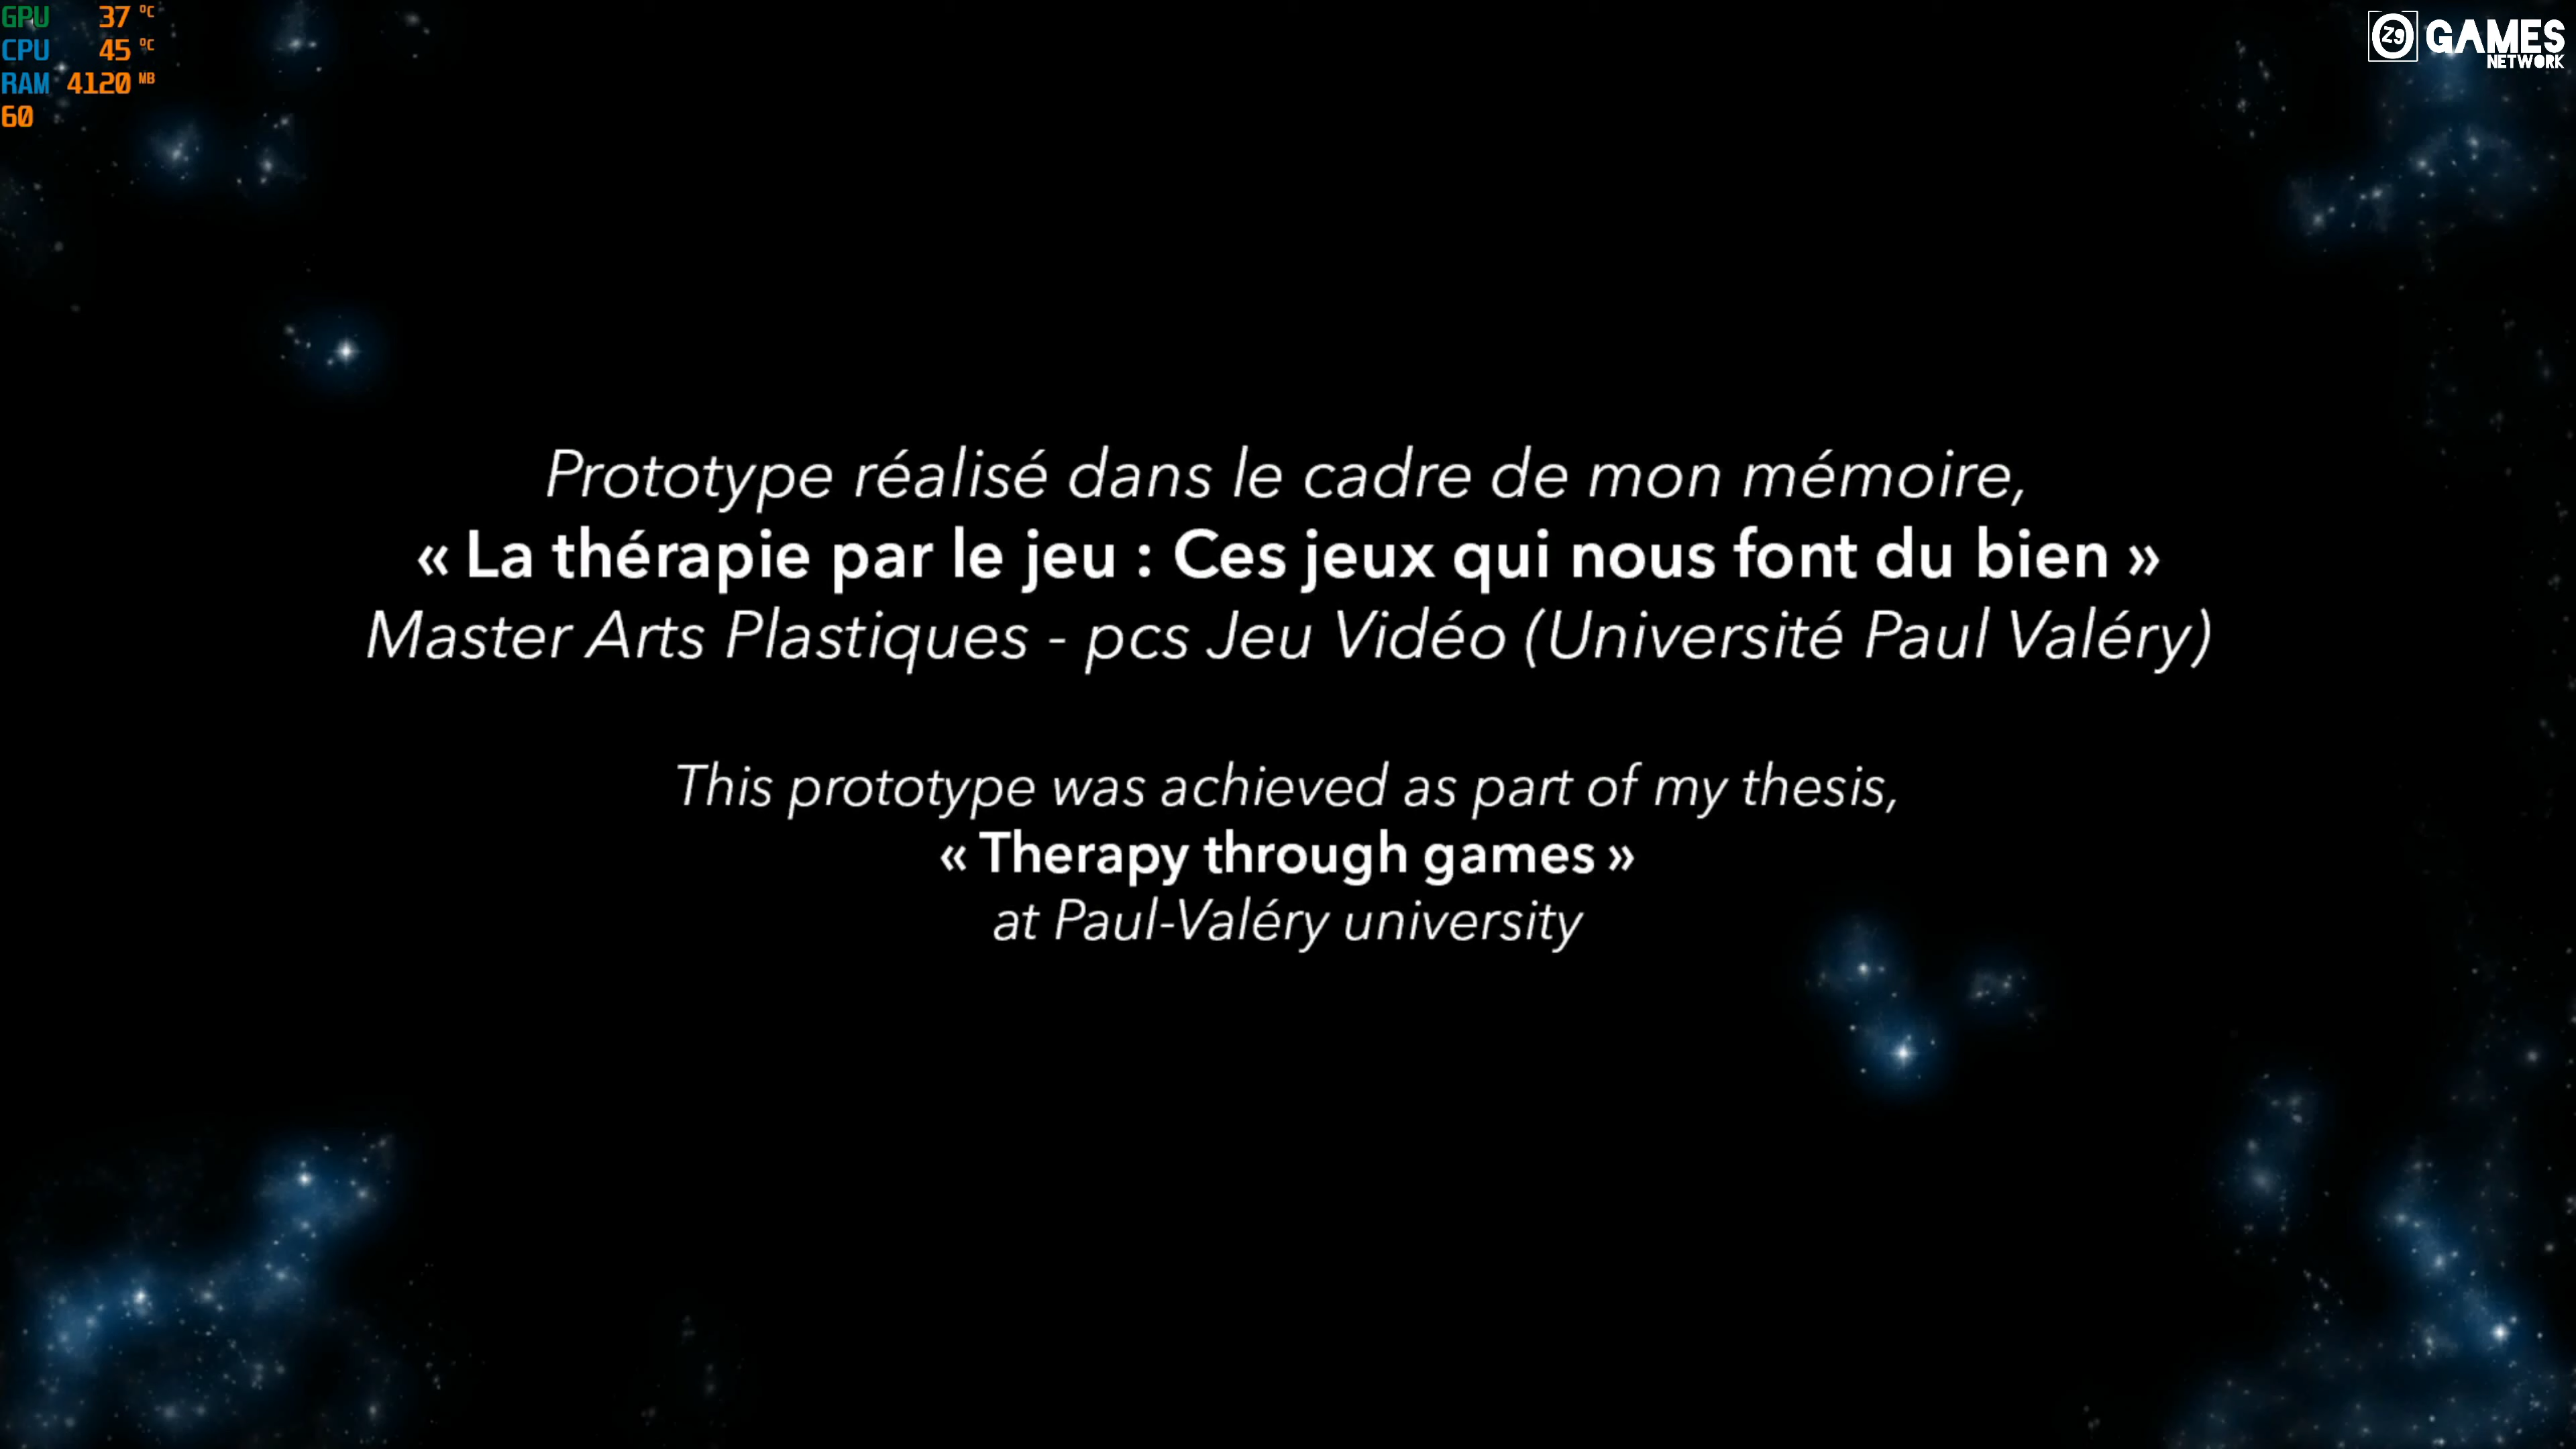 GPU 37 °C
CPU 45 °C
RAM 4120 MB
60
Z9 GAMES
NETWORK
Prototype réalisé dans le cadre de mon mémoire,
« La thérapie par le jeu : Ces jeux qui nous font du bien »
Master Arts Plastiques - pcs Jeu Vidéo (Université Paul Valéry)
This prototype was achieved as part of my thesis,
« Therapy through games »
at Paul-Valéry university